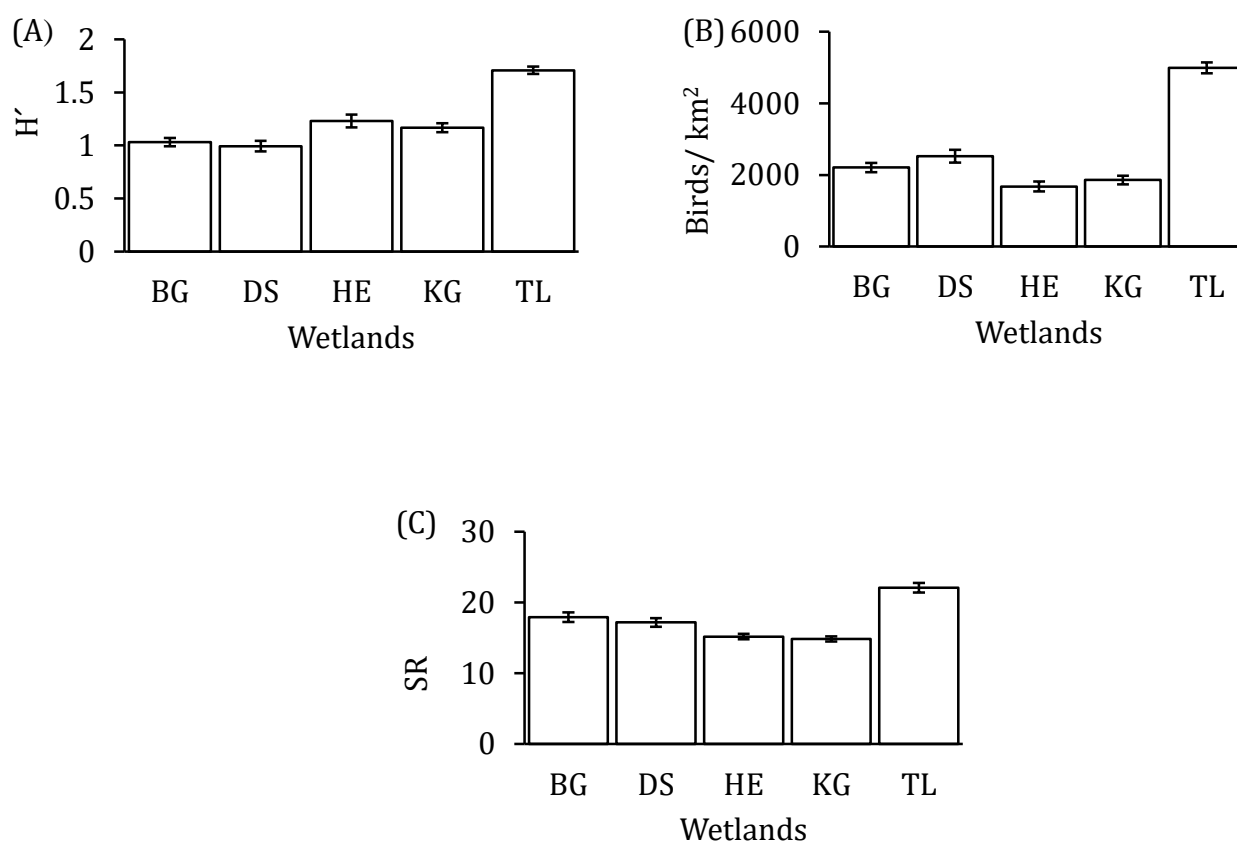 (A)
2
1.5
1
0.5
0
H´
BG DS HE KG TL
Wetlands
(B)
6000
4000
2000
0
Birds/ km²
BG DS HE KG TL
Wetlands
(C)
30
20
10
0
SR
BG DS HE KG TL
Wetlands